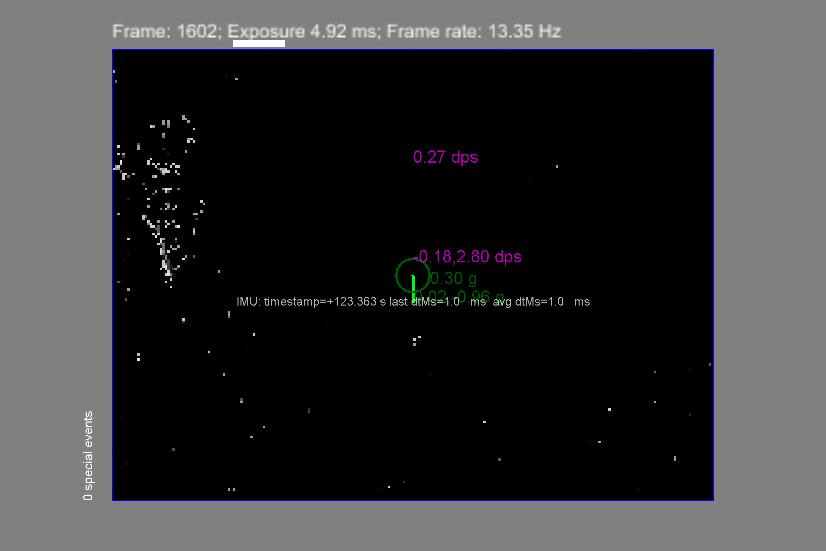 Frame: 1602; Exposure 4.92 ms; Frame rate: 13.35 Hz
0.27 dps
-0.18,2.80 dps
0.30 g
IMU: timestamp=+123.363 s last dtMs=1.0 ms avg dtMs=1.0 ms
0 special events